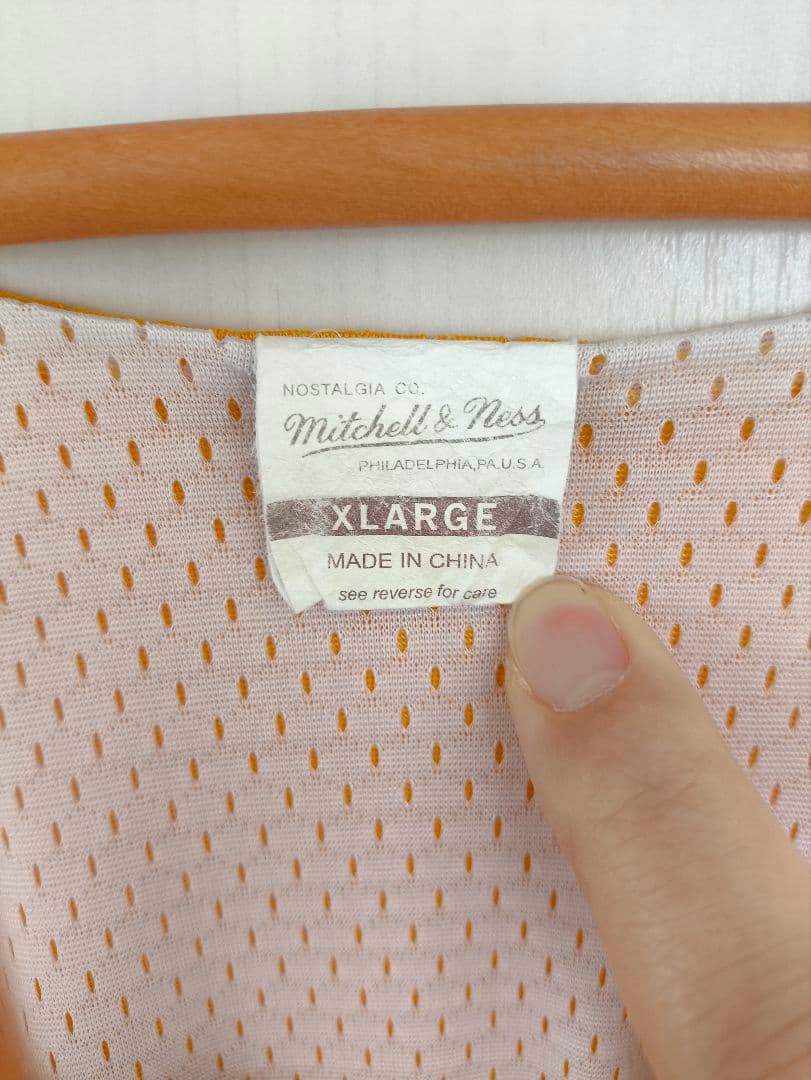 NOSTALGIA CO.
Mitchell & Ness
PHILADELPHIA, PA. U.S.A.
XLARGE
MADE IN CHINA
see reverse for care